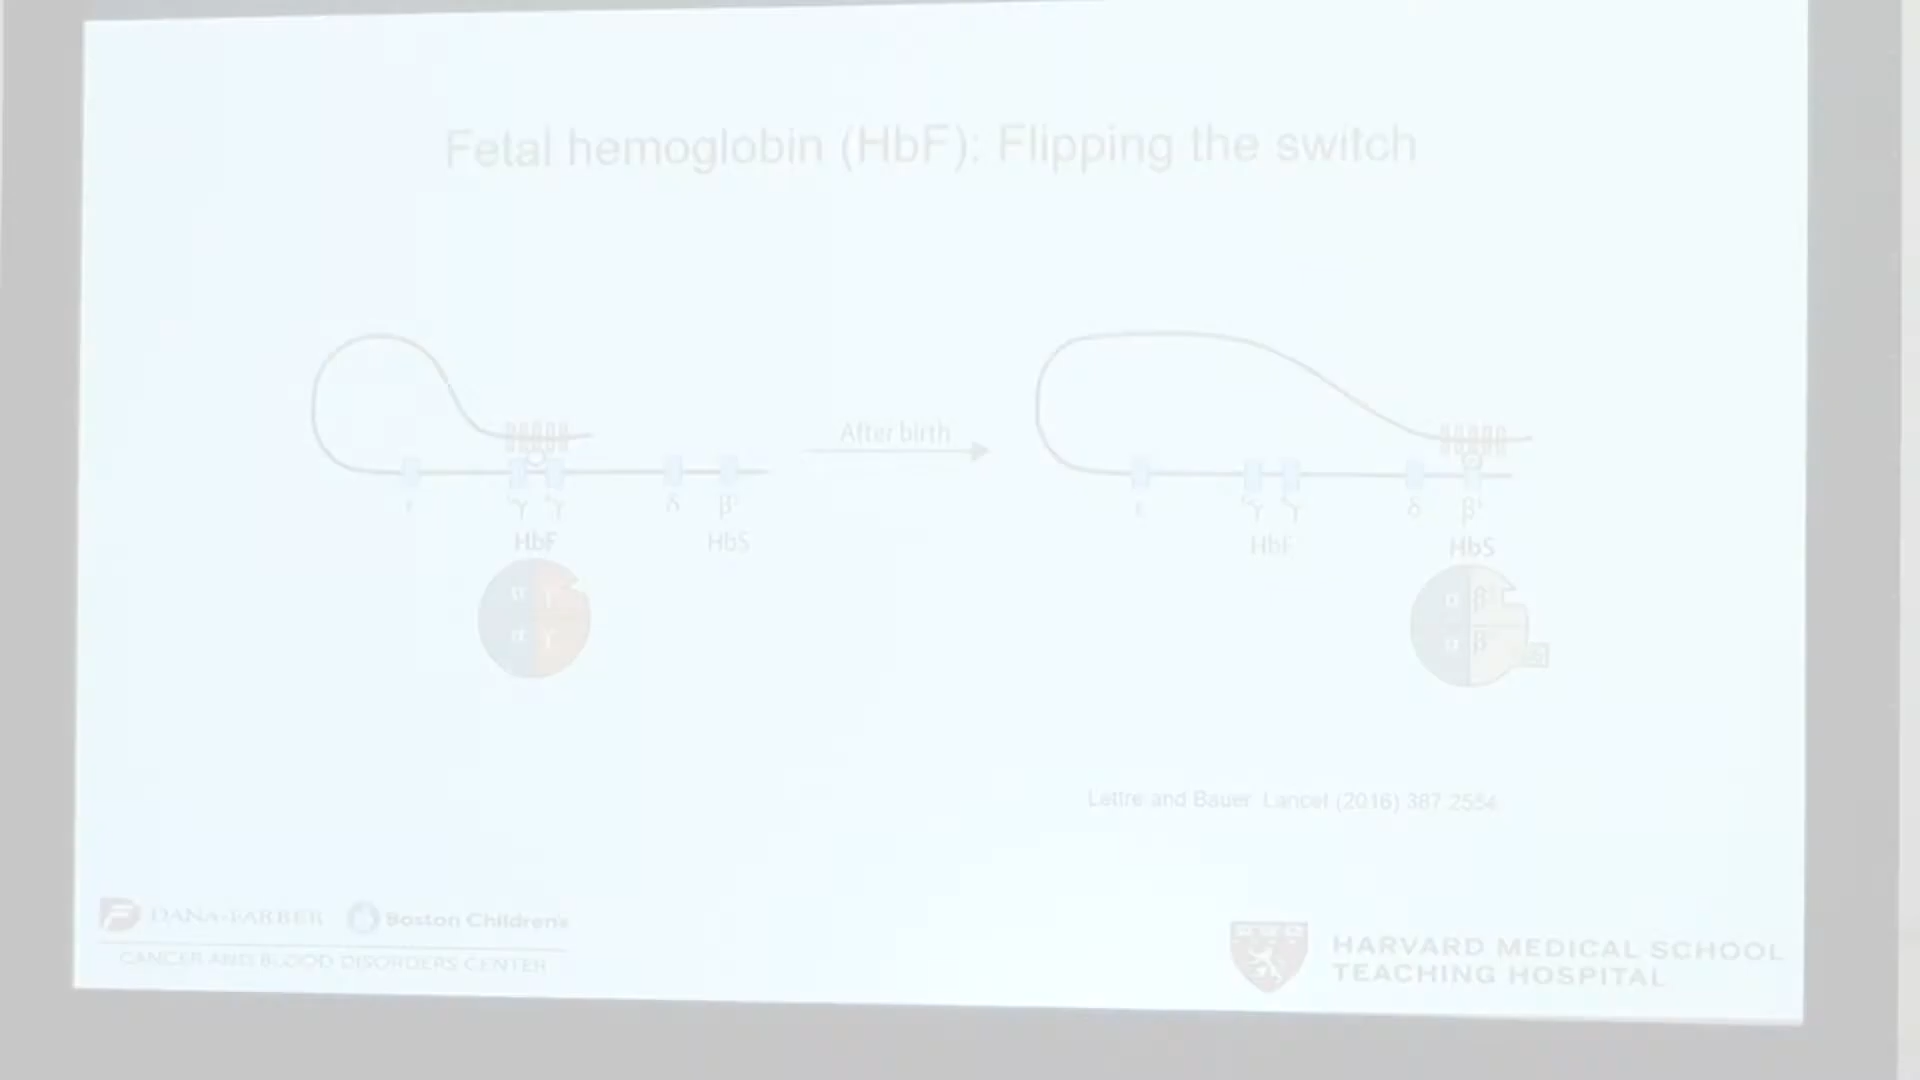 Fetal hemoglobin (HbF): Flipping the switch
After birth
ε γ γ δ β
HbF HbS
α γ
α γ
ε γ γ δ β
HbF HbS
α β
α β
Lettre and Bauer Lancet (2016) 387 2554
DANA-FARBER Boston Children's
CANCER AND BLOOD DISORDERS CENTER
HARVARD MEDICAL SCHOOL
TEACHING HOSPITAL